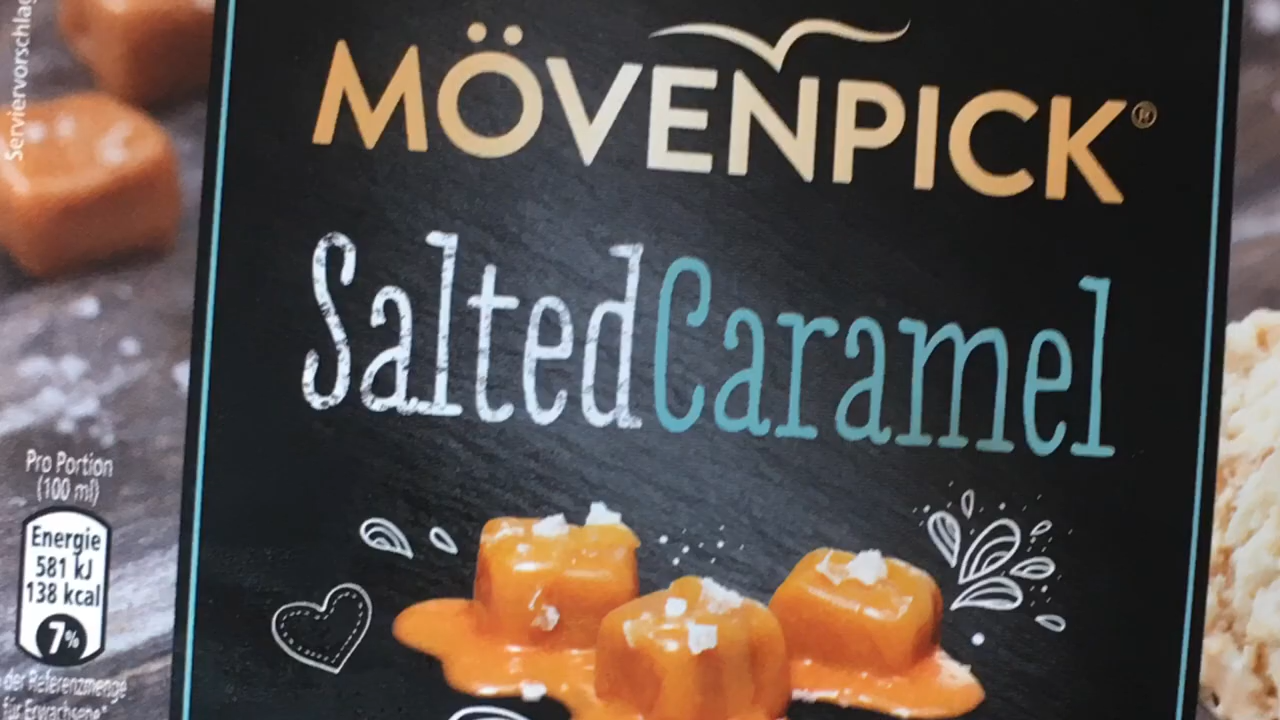 Serviervorschlag
MÖVENPICK®
SaltedCaramel
Pro Portion
(100 ml)
Energie
581 kJ
138 kcal
7%
der Referenzmenge
für Erwachsene*